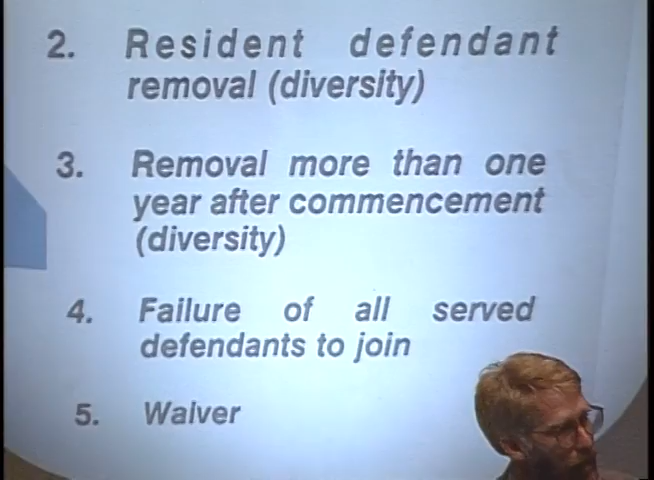 2. Resident defendant
removal (diversity)
3. Removal more than one
year after commencement
(diversity)
4. Failure of all served
defendants to join
5. Waiver